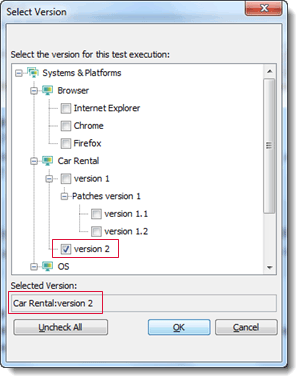 Select Version
Select the version for this test execution:
Systems & Platforms
Browser
Internet Explorer
Chrome
Firefox
Car Rental
version 1
Patches version 1
version 1.1
version 1.2
version 2
OS
Selected Version:
Car Rental:version 2
Uncheck All
OK
Cancel